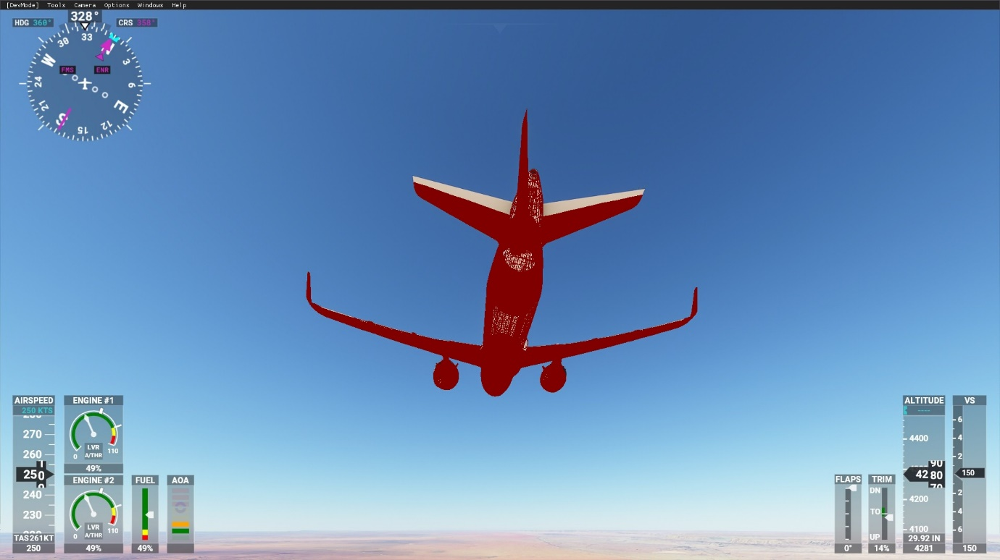 [DevMode] Tools Camera Options Windows Help
HDG 360°
328°
CRS 358°
33
30
3
W
FMS
ENR
24
6
21
E
S
12
15
AIRSPEED
250 KTS
270
260
250
240
230
TAS261KT
250
ENGINE #1
LVR
A/THR
0
110
49%
ENGINE #2
LVR
A/THR
0
110
49%
FUEL
49%
AOA
FLAPS
0°
TRIM
DN
TO
UP
14%
ALTITUDE
----
4400
90
42 80
70
4200
4100
29.92 IN
4281
VS
6
4
2
150
2
4
6
150